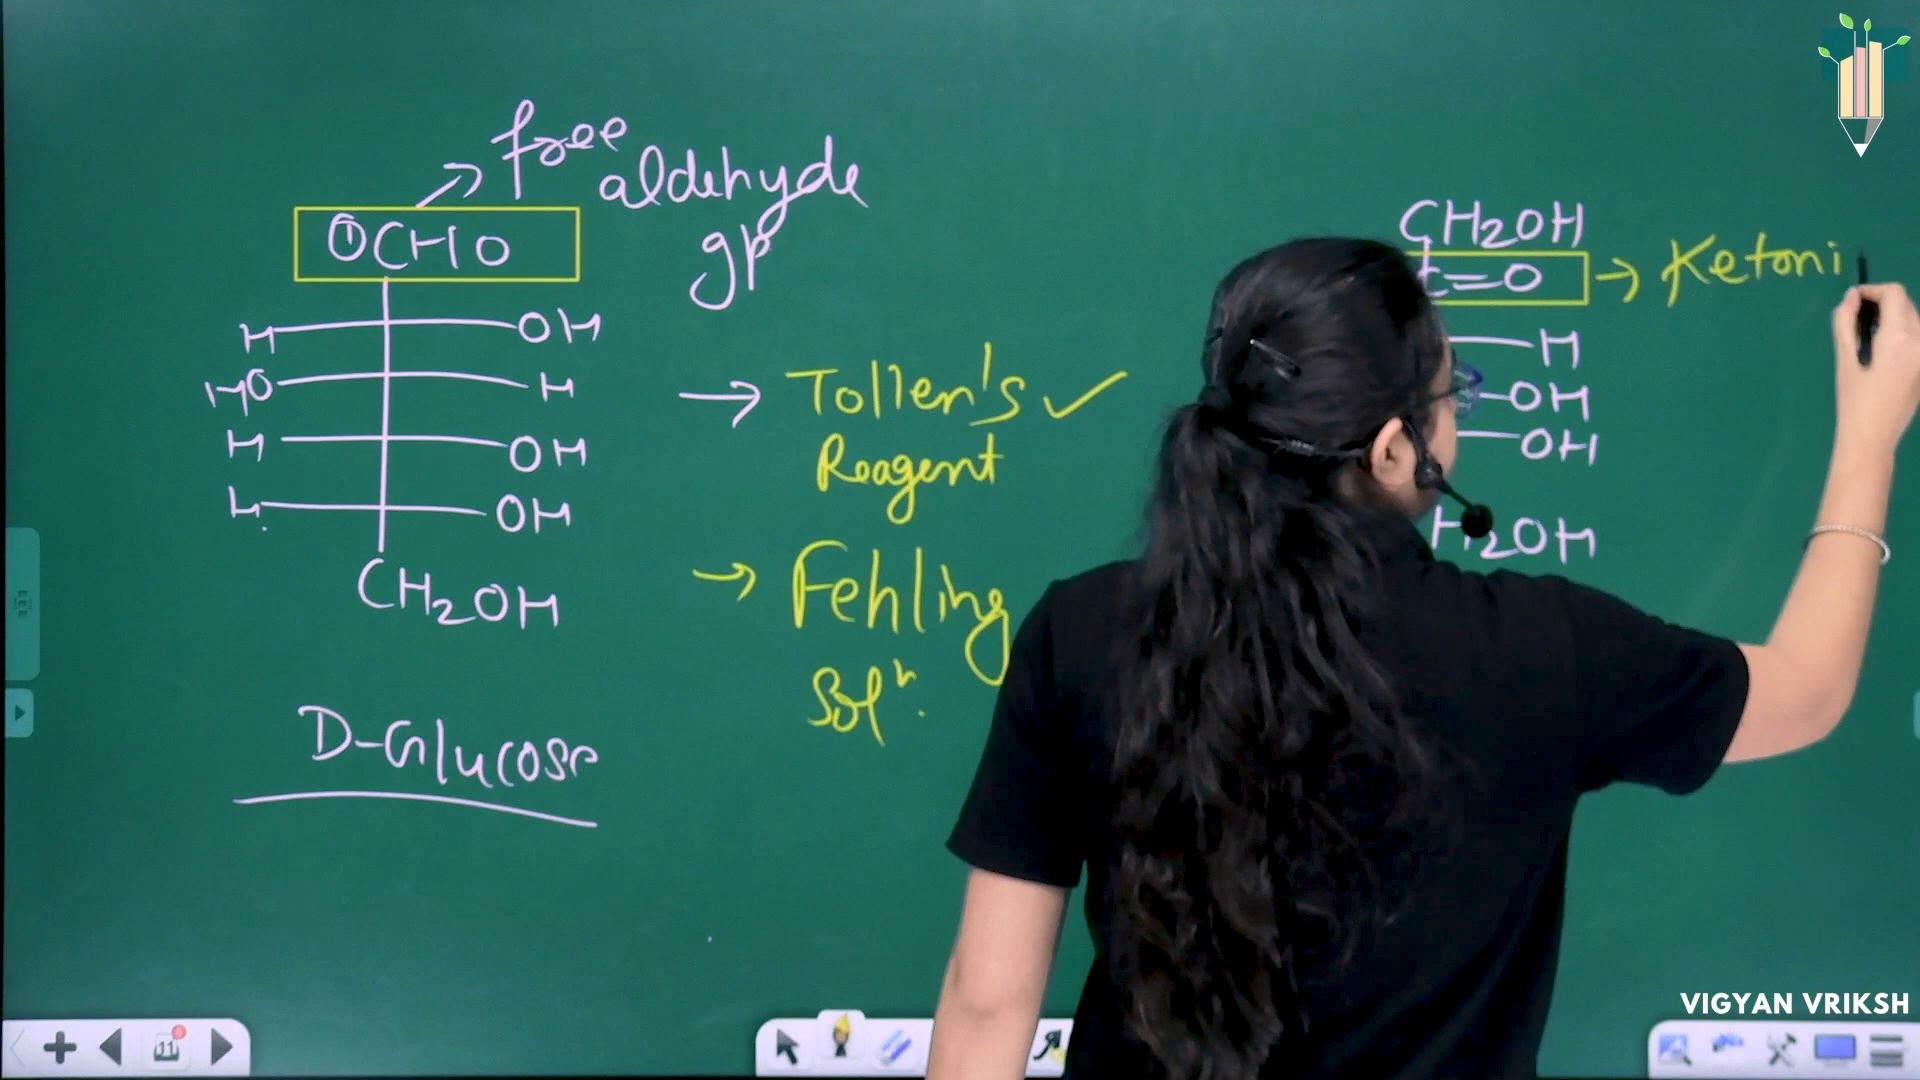 free
aldehyde
gp
①CHO
H OH
HO H
H OH
H OH
CH2OH
D-Glucose
→ Tollen's ✓
Reagent
→ Fehling
Solⁿ.
CH2OH
C=O → Ketoni
H
OH
OH
H2OH
11
VIGYAN VRIKSH